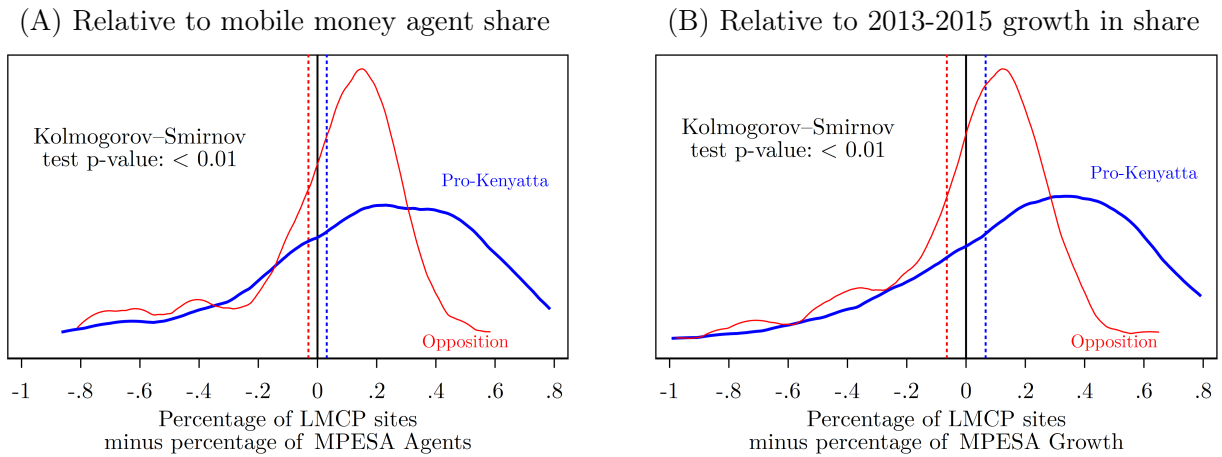 (A) Relative to mobile money agent share
Kolmogorov–Smirnov
test p-value: < 0.01
Pro-Kenyatta
Opposition
-1 -.8 -.6 -.4 -.2 0 .2 .4 .6 .8
Percentage of LMCP sites
minus percentage of MPESA Agents
(B) Relative to 2013-2015 growth in share
Kolmogorov–Smirnov
test p-value: < 0.01
Pro-Kenyatta
Opposition
-1 -.8 -.6 -.4 -.2 0 .2 .4 .6 .8
Percentage of LMCP sites
minus percentage of MPESA Growth